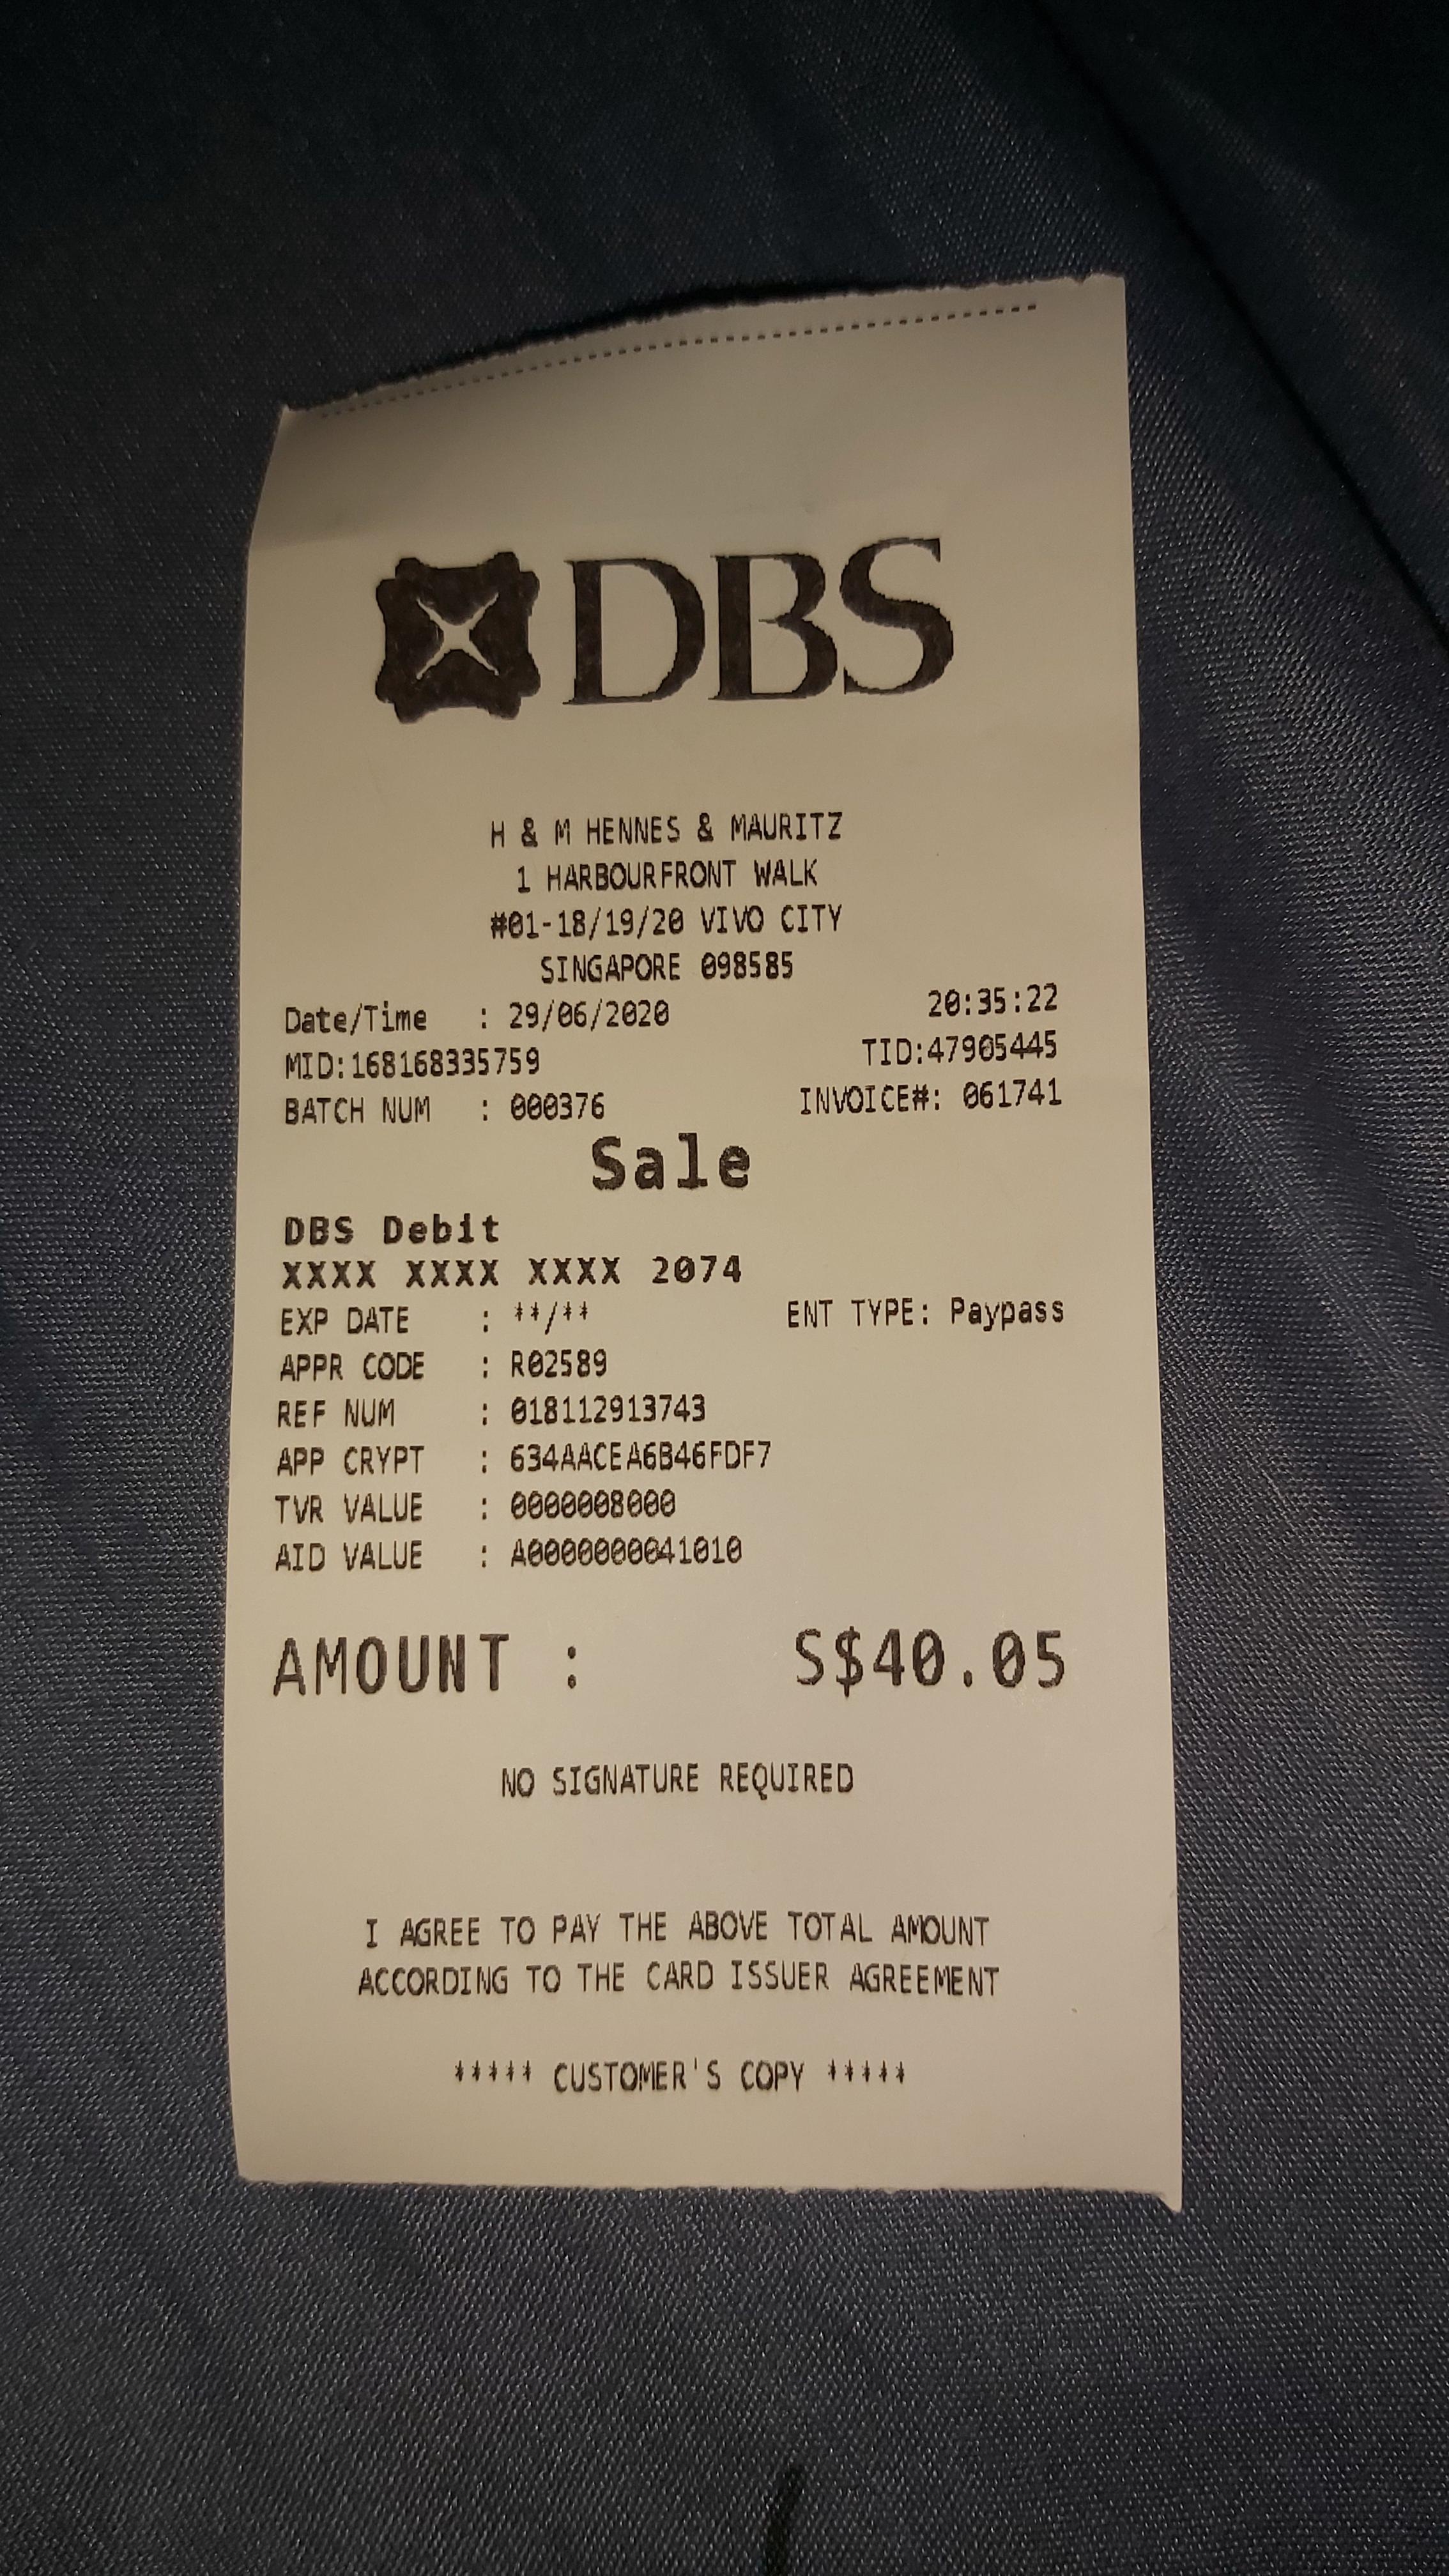 DBS
H & M HENNES & MAURITZ
1 HARBOURFRONT WALK
#01-18/19/20 VIVO CITY
SINGAPORE 098585
Date/Time : 29/06/2020 20:35:22
MID:168168335759 TID:47905445
BATCH NUM : 000376 INVOICE#: 061741
Sale
DBS Debit
XXXX XXXX XXXX 2074
EXP DATE : **/** ENT TYPE: Paypass
APPR CODE : R02589
REF NUM : 018112913743
APP CRYPT : 634AACEA6B46FDF7
TVR VALUE : 0000008000
AID VALUE : A0000000041010
AMOUNT : S$40.05
NO SIGNATURE REQUIRED
I AGREE TO PAY THE ABOVE TOTAL AMOUNT
ACCORDING TO THE CARD ISSUER AGREEMENT
***** CUSTOMER'S COPY *****